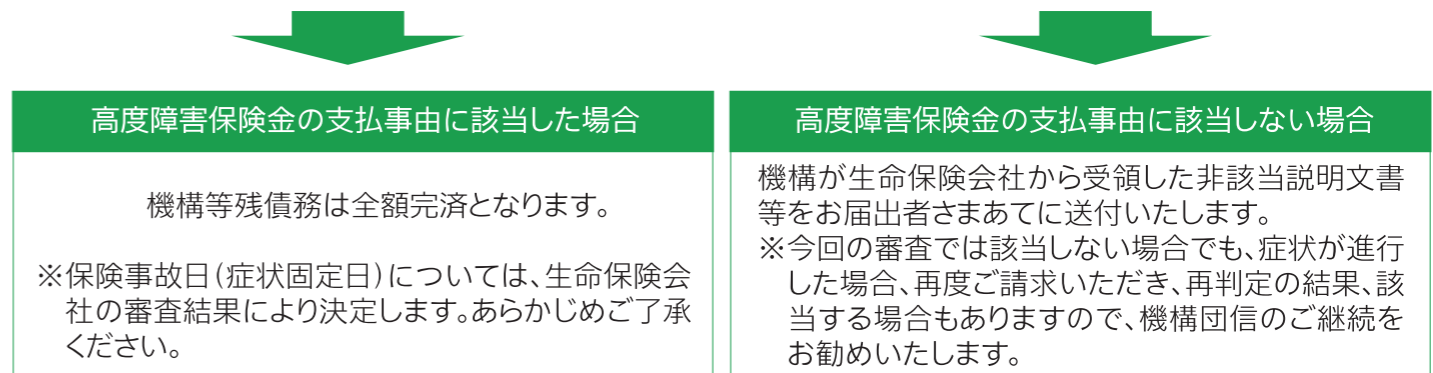 高度障害保険金の支払事由に該当した場合
機構等残債務は全額完済となります。
※保険事故日(症状固定日)については、生命保険会
社の審査結果により決定します。あらかじめご了承
ください。
高度障害保険金の支払事由に該当しない場合
機構が生命保険会社から受領した非該当説明文書
等をお届出者さまあてに送付いたします。
※今回の審査では該当しない場合でも、症状が進行
した場合、再度ご請求いただき、再判定の結果、該
当する場合もありますので、機構団信のご継続を
お勧めいたします。